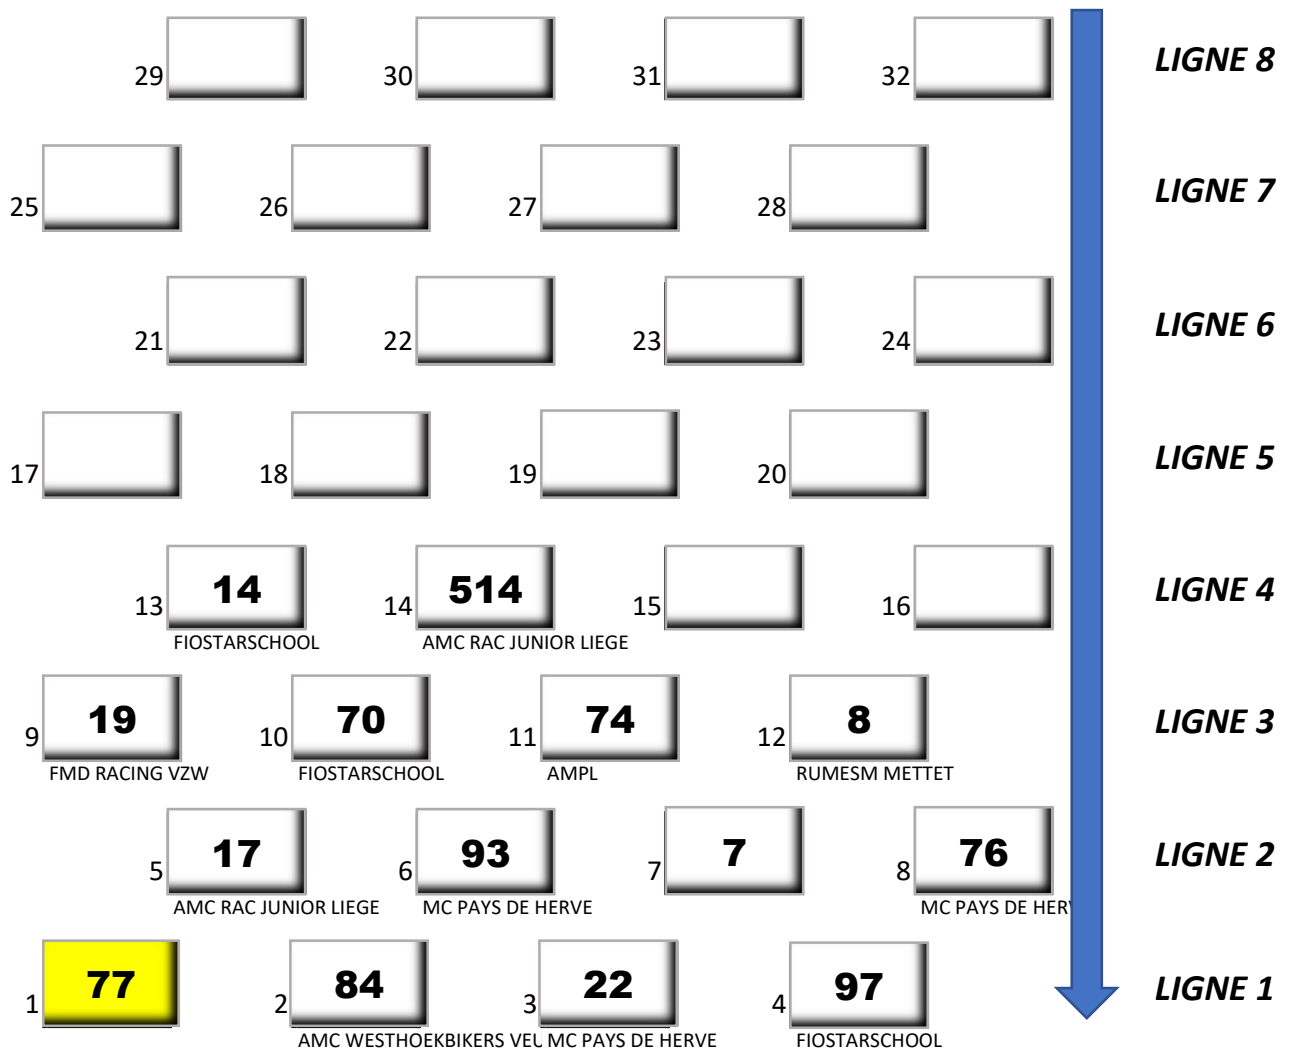 29 30 31 32 LIGNE 8
25 26 27 28 LIGNE 7
21 22 23 24 LIGNE 6
17 18 19 20 LIGNE 5
13 14 14 514 15 16 LIGNE 4
FIOSTARSCHOOL AMC RAC JUNIOR LIEGE
9 19 10 70 11 74 12 8 LIGNE 3
FMD RACING VZW FIOSTARSCHOOL AMPL RUMESM METTET
5 17 6 93 7 7 8 76 LIGNE 2
AMC RAC JUNIOR LIEGE MC PAYS DE HERVE MC PAYS DE HERV
1 77 2 84 3 22 4 97 LIGNE 1
AMC WESTHOEKBIKERS VEU MC PAYS DE HERVE FIOSTARSCHOOL